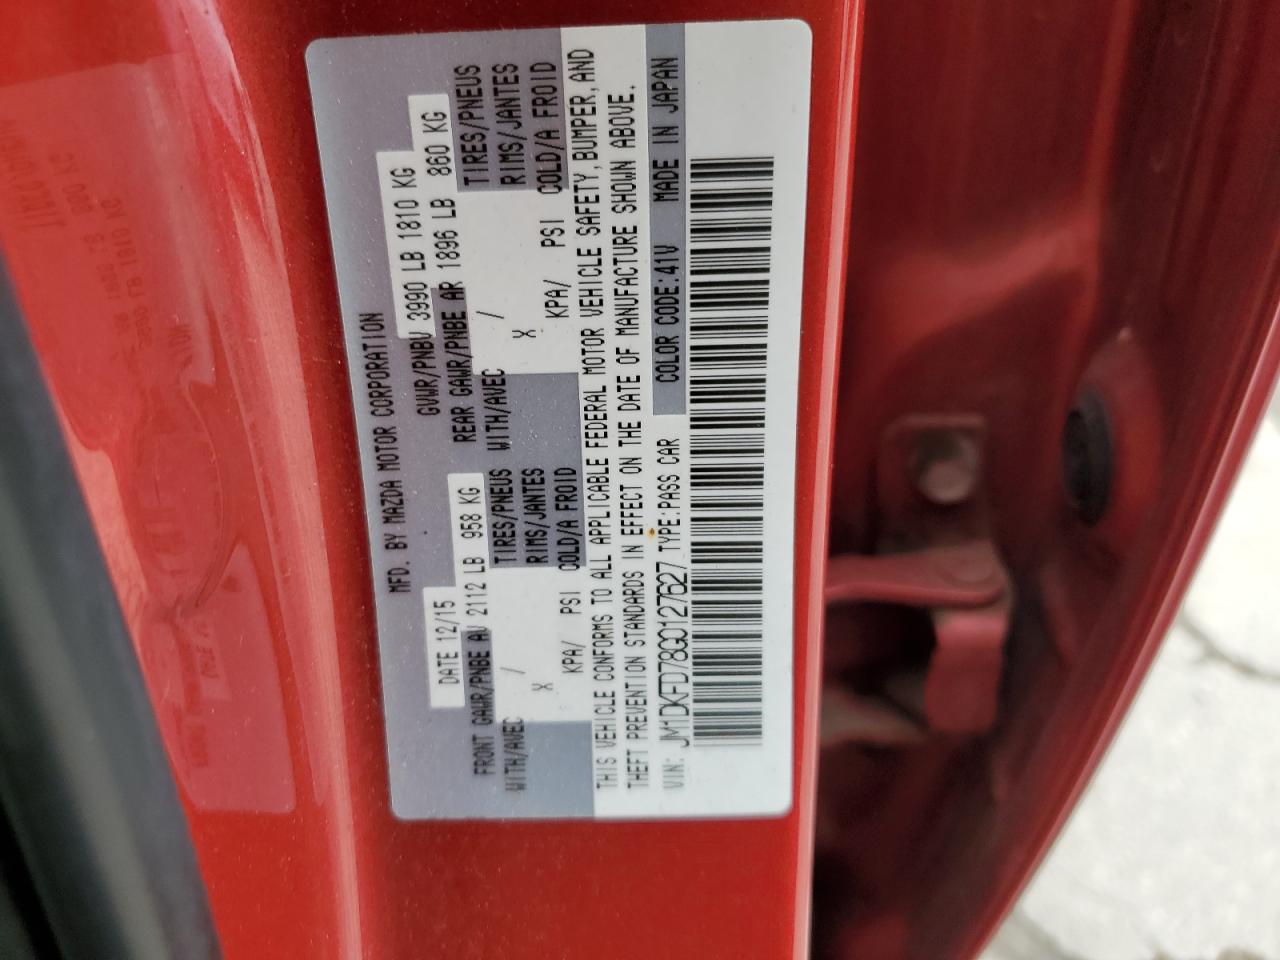 MFD. BY MAZDA MOTOR CORPORATION
DATE 12/15 GVWR/PNBV 3990 LB 1810 KG
FRONT GAWR/PNBE AV 2112 LB 958 KG REAR GAWR/PNBE AR 1896 LB 860 KG
WITH/AVEC / TIRES/PNEUS WITH/AVEC / TIRES/PNEUS
X RIMS/JANTES X RIMS/JANTES
KPA/ PSI COLD/A FROID KPA/ PSI COLD/A FROID
THIS VEHICLE CONFORMS TO ALL APPLICABLE FEDERAL MOTOR VEHICLE SAFETY, BUMPER, AND
THEFT PREVENTION STANDARDS IN EFFECT ON THE DATE OF MANUFACTURE SHOWN ABOVE.
VIN: JM1DKFD78G0127627 TYPE:PASS CAR COLOR CODE:41V MADE IN JAPAN